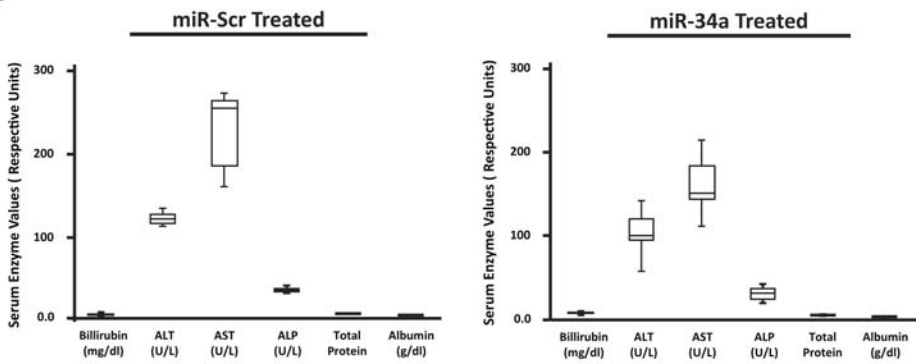 miR-Scr Treated
Serum Enzyme Values ( Respective Units)
300
200
100
0.0
Billirubin ALT AST ALP Total Albumin
(mg/dl) (U/L) (U/L) (U/L) Protein (g/dl)
miR-34a Treated
Serum Enzyme Values ( Respective Units)
300
200
100
0.0
Billirubin ALT AST ALP Total Albumin
(mg/dl) (U/L) (U/L) (U/L) Protein (g/dl)